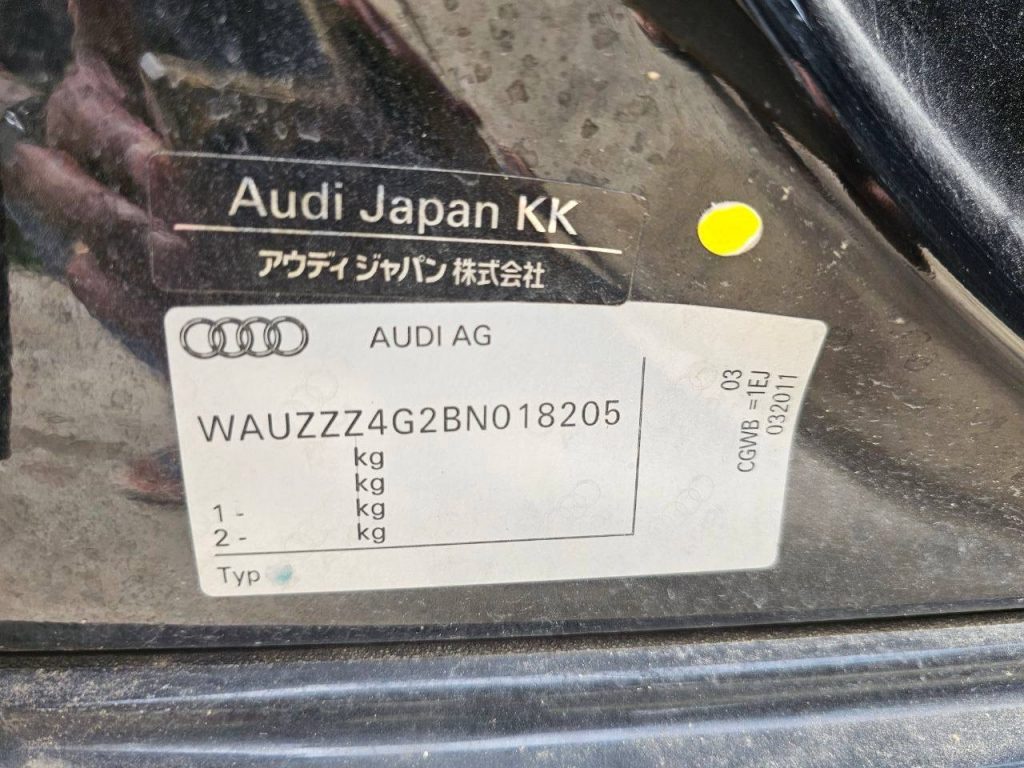 Audi Japan KK
アウディ ジャパン 株式会社
AUDI AG
WAUZZZ4G2BN018205
kg
kg
1 - kg
2 - kg
Typ
03
CGWB =1EJ
032011